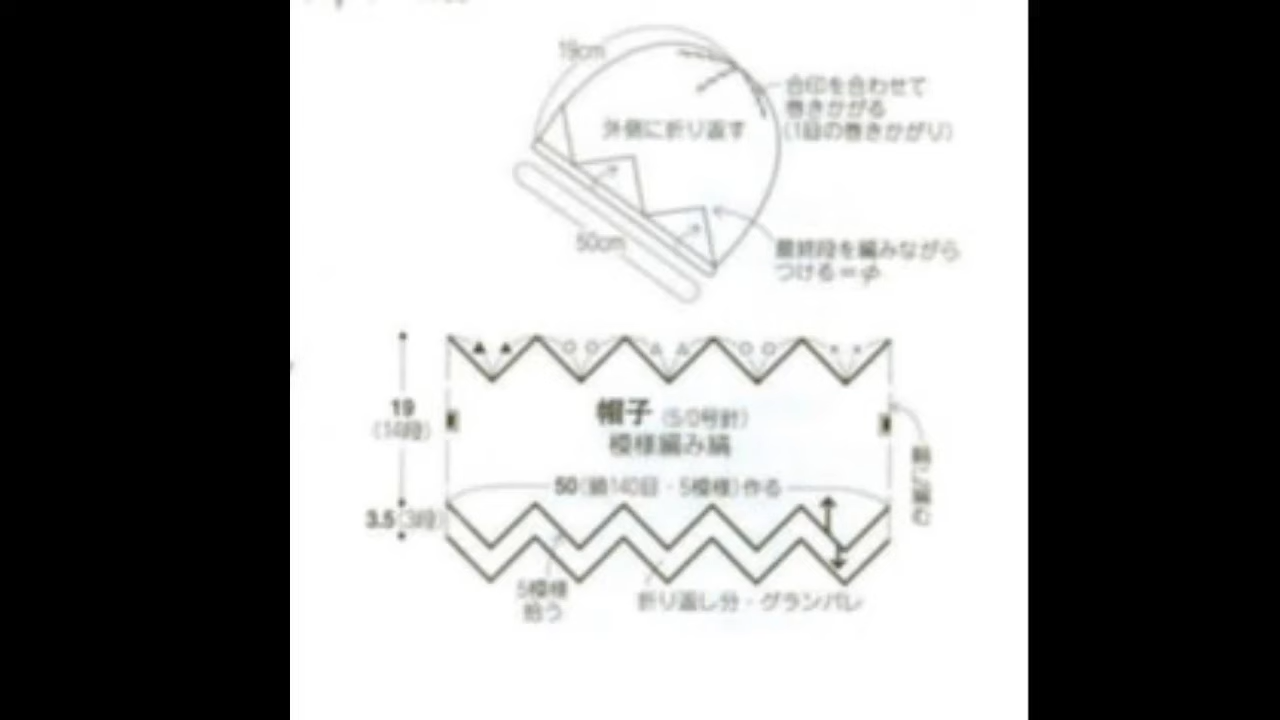 19cm
合印を合わせて
巻きかがる
(1目の巻きかがり)
外側に折り返す
50cm
最終段を編みながら
つける=
19
(14段)
帽子 (5/0号針)
模様編み縞
50(鎖140目・5模様)作る
3.5(3段)
輪に編む
5模様
拾う
折り返し分・グランパレ